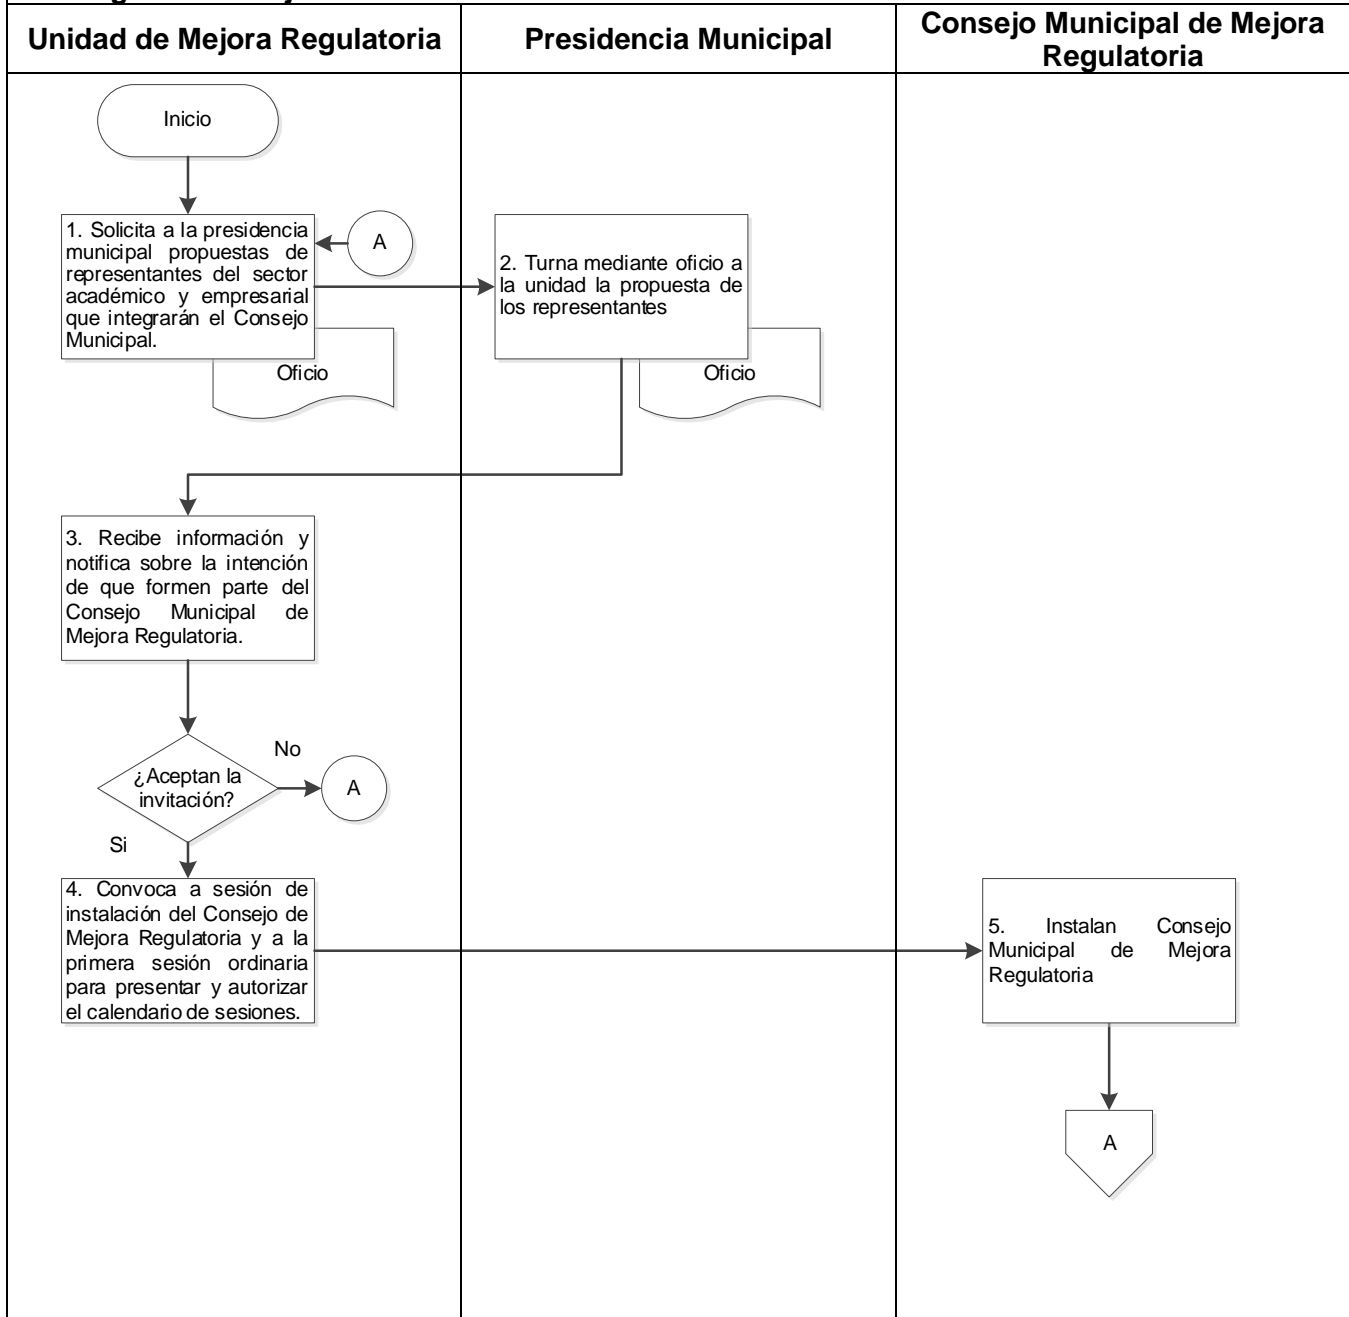 Unidad de Mejora Regulatoria
Presidencia Municipal
Consejo Municipal de Mejora
Regulatoria
Inicio
1. Solicita a la presidencia
municipal propuestas de
representantes del sector
académico y empresarial
que integrarán el Consejo
Municipal.
A
Oficio
2. Turna mediante oficio a
la unidad la propuesta de
los representantes
Oficio
3. Recibe información y
notifica sobre la intención
de que formen parte del
Consejo Municipal de
Mejora Regulatoria.
¿Aceptan la
invitación?
No
A
Si
4. Convoca a sesión de
instalación del Consejo de
Mejora Regulatoria y a la
primera sesión ordinaria
para presentar y autorizar
el calendario de sesiones.
5. Instalan Consejo
Municipal de Mejora
Regulatoria
A